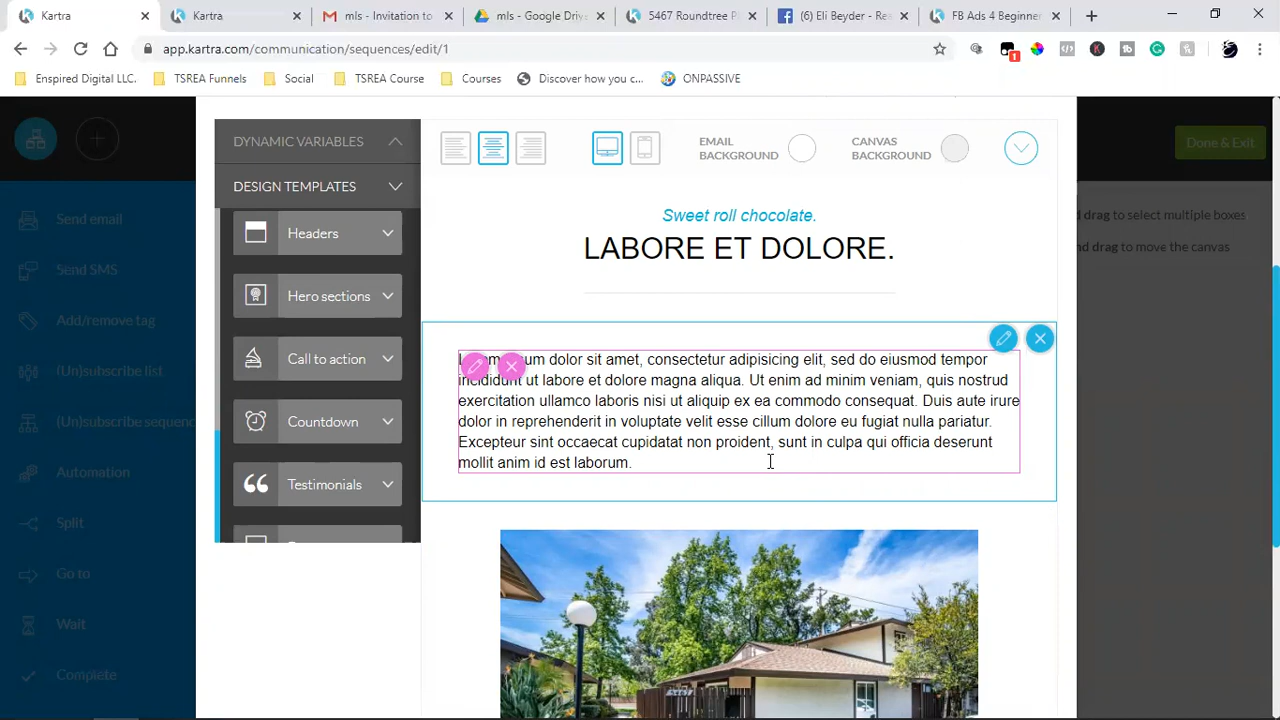 Kartra
Kartra
mls - Invitation to
mls - Google Driv
5467 Roundtree Pl
(6) Eli Beyder - Re
FB Ads 4 Beginner
app.kartra.com/communication/sequences/edit/1
1
Enspired Digital LLC.
TSREA Funnels
Social
TSREA Course
Courses
Discover how you c...
ONPASSIVE
DYNAMIC VARIABLES
EMAIL
BACKGROUND
CANVAS
BACKGROUND
Done & Exit
DESIGN TEMPLATES
Headers
Hero sections
Call to action
Countdown
Testimonials
Send email
Send SMS
Add/remove tag
(Un)subscribe list
(Un)subscribe sequenc
Automation
Split
Go to
Wait
Complete
drag to select multiple boxes
nd drag to move the canvas
Sweet roll chocolate.
LABORE ET DOLORE.
dolor sit amet, consectetur adipisicing elit, sed do eiusmod tempor
incididunt ut labore et dolore magna aliqua. Ut enim ad minim veniam, quis nostrud
exercitation ullamco laboris nisi ut aliquip ex ea commodo consequat. Duis aute irure
dolor in reprehenderit in voluptate velit esse cillum dolore eu fugiat nulla pariatur.
Excepteur sint occaecat cupidatat non proident, sunt in culpa qui officia deserunt
mollit anim id est laborum.